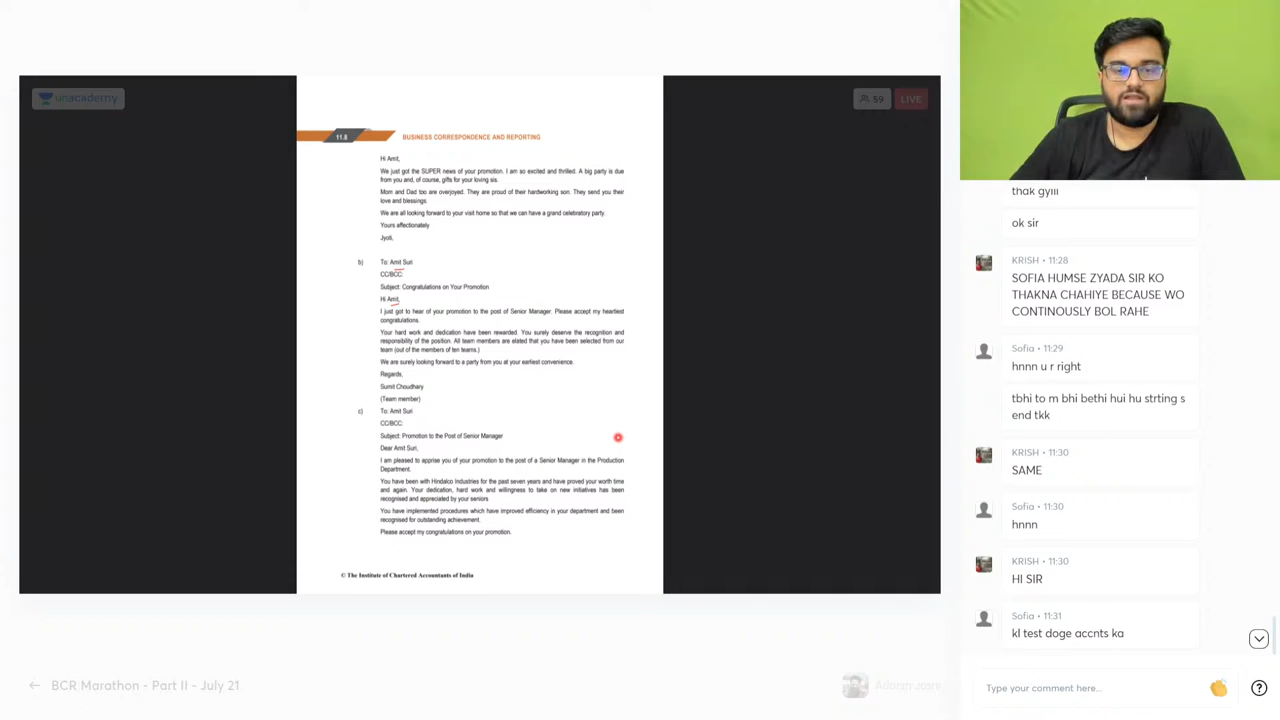 unacademy
59
LIVE
11.8
BUSINESS CORRESPONDENCE AND REPORTING
Hi Amit,
We just got the SUPER news of your promotion. I am so excited and thrilled. A big party is due
from you and, of course, gifts for your loving sis.
Mom and Dad too are overjoyed. They are proud of their hardworking son. They send you their
love and blessings.
We are all looking forward to your visit home so that we can have a grand celebratory party.
Yours affectionately
Jyoti,
b) To: Amit Suri
CC/BCC:
Subject: Congratulations on Your Promotion
Hi Amit,
I just got to hear of your promotion to the post of Senior Manager. Please accept my heartiest
congratulations.
Your hard work and dedication have been rewarded. You surely deserve the recognition and
responsibility of the position. All team members are elated that you have been selected from our
team (out of the members of ten teams.)
We are surely looking forward to a party from you at your earliest convenience.
Regards,
Sumit Choudhary
(Team member)
c) To: Amit Suri
CC/BCC:
Subject: Promotion to the Post of Senior Manager
Dear Amit Suri,
I am pleased to apprise you of your promotion to the post of a Senior Manager in the Production
Department.
You have been with Hindalco Industries for the past seven years and have proved your worth time
and again. Your dedication, hard work and willingness to take on new initiatives has been
recognised and appreciated by your seniors
You have implemented procedures which have improved efficiency in your department and been
recognised for outstanding achievement.
Please accept my congratulations on your promotion.
© The Institute of Chartered Accountants of India
BCR Marathon - Part II - July 21
Adarsh Joshi
thak gyiii
ok sir
KRISH • 11:28
SOFIA HUMSE ZYADA SIR KO
THAKNA CHAHIYE BECAUSE WO
CONTINOUSLY BOL RAHE
Sofia • 11:29
hnnn u r right
tbhi to m bhi bethi hui hu strting s
end tkk
KRISH • 11:30
SAME
Sofia • 11:30
hnnn
KRISH • 11:30
HI SIR
Sofia • 11:31
kl test doge accnts ka
Type your comment here...